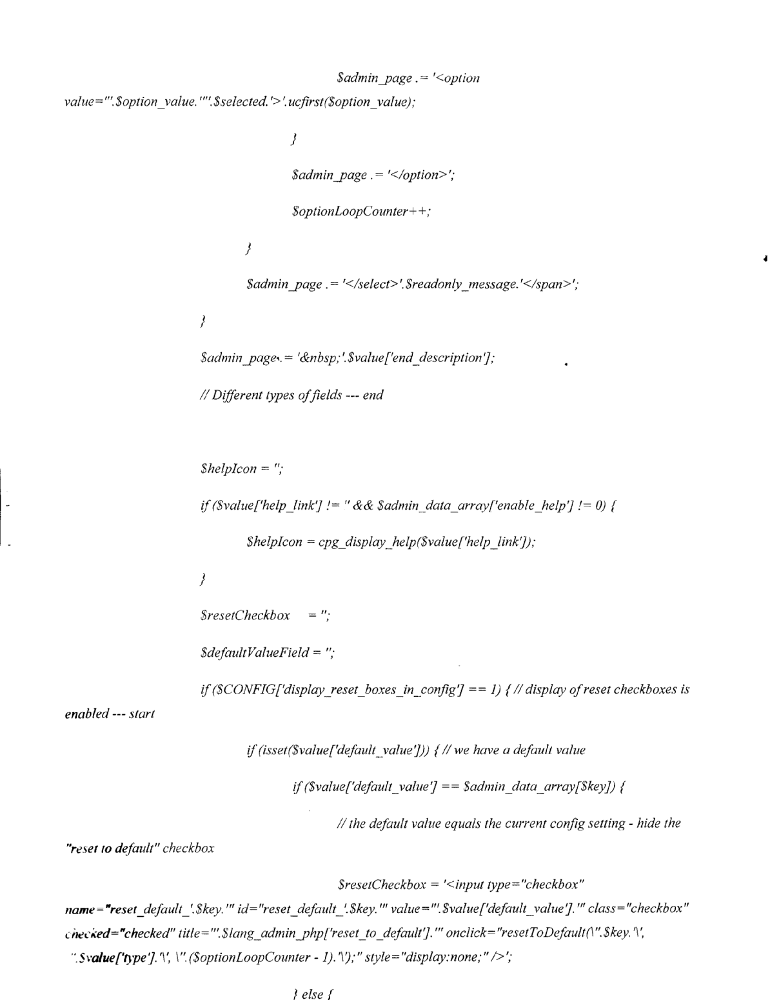 $admin_page .= '<option
value="'.$option_value.'"'.$selected.'>'.ucfirst($option_value);
}
$admin_page .= '</option>';
$optionLoopCounter++;
}
$admin_page .= '</select>'.$readonly_message.'</span>';
}
$admin_page .= '&nbsp;'.$value['end_description'];
// Different types of fields --- end
$helpIcon = '';
if ($value['help_link'] != '' && $admin_data_array['enable_help'] != 0) {
$helpIcon = cpg_display_help($value['help_link']);
}
$resetCheckbox = '';
$defaultValueField = '';
if ($CONFIG['display_reset_boxes_in_config'] == 1) { // display of reset checkboxes is
enabled --- start
if (isset($value['default_value'])) { // we have a default value
if ($value['default_value'] == $admin_data_array[$key]) {
// the default value equals the current config setting - hide the
"reset to default" checkbox
$resetCheckbox = '<input type="checkbox"
name="reset_default_'.$key.'" id="reset_default_'.$key.'" value="'.$value['default_value'].'" class="checkbox"
checked="checked" title="'.$lang_admin_php['reset_to_default'].'" onclick="resetToDefault(\''.$key.'\',
\''.$value['type'].'\', \''.($optionLoopCounter - 1).'\');" style="display:none;" />';
} else {